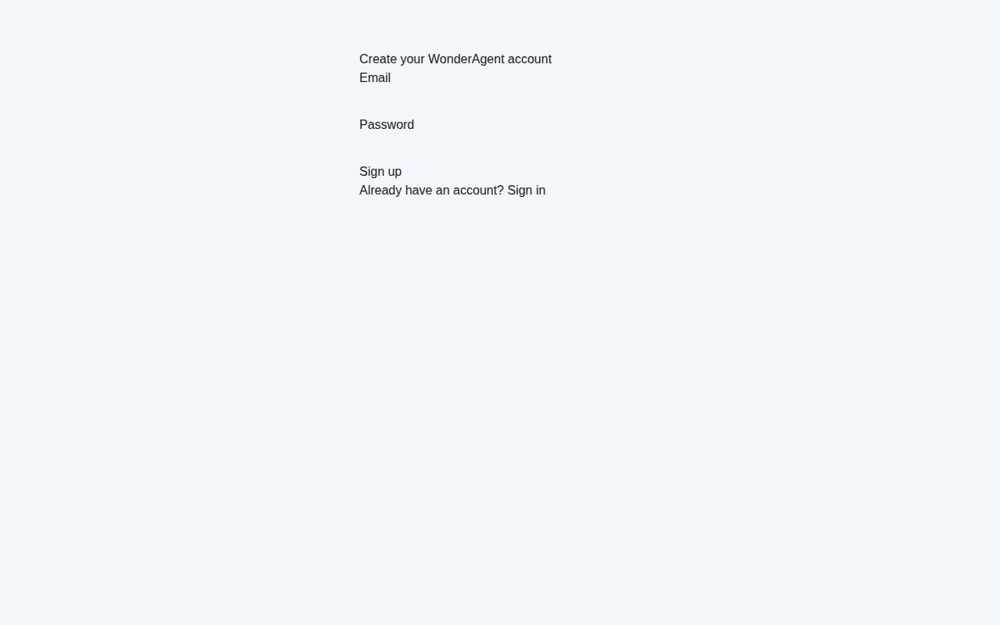 Create your WonderAgent account
Email
Password
Sign up
Already have an account? Sign in